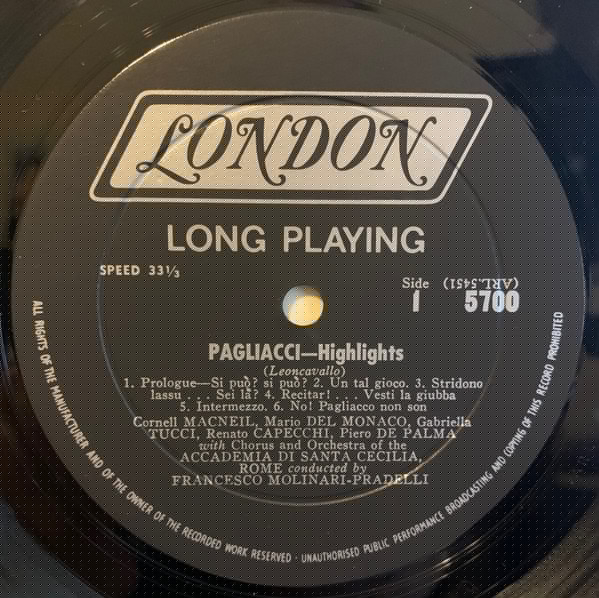 LONDON
LONG PLAYING
SPEED 33⅓
Side (ARL.5451)
1 5700
PAGLIACCI—Highlights
(Leoncavallo)
1. Prologue—Si può? si può? 2. Un tal gioco. 3. Stridono
lassu . . . Sei là? 4. Recitar! . . . Vesti la giubba
5. Intermezzo. 6. No! Pagliacco non son
Cornell MACNEIL, Mario DEL MONACO, Gabriella
TUCCI, Renato CAPECCHI, Piero DE PALMA
with Chorus and Orchestra of the
ACCADEMIA DI SANTA CECILIA,
ROME conducted by
FRANCESCO MOLINARI-PRADELLI
ALL RIGHTS OF THE MANUFACTURER AND OF THE OWNER OF THE RECORDED WORK RESERVED · UNAUTHORISED PUBLIC PERFORMANCE BROADCASTING AND COPYING OF THIS RECORD PROHIBITED